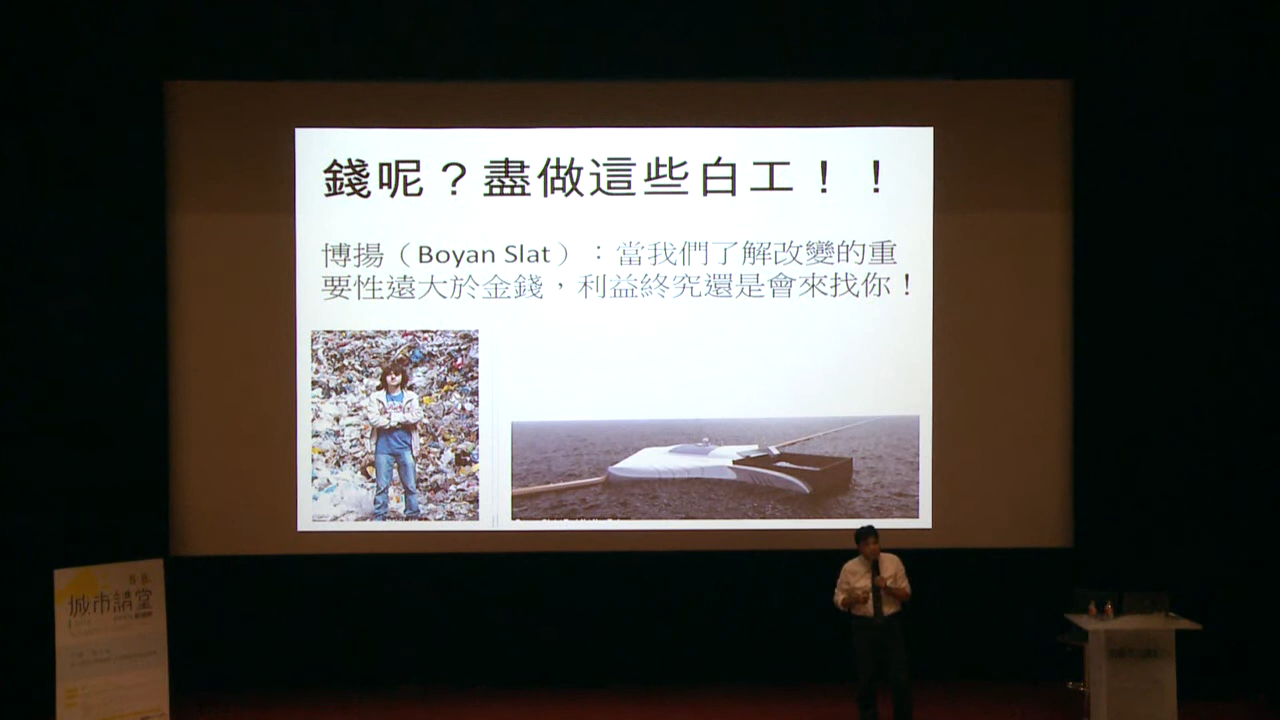 錢呢？盡做這些白工！！
博揚（Boyan Slat）：當我們了解改變的重
要性遠大於金錢，利益終究還是會來找你！
城市講堂